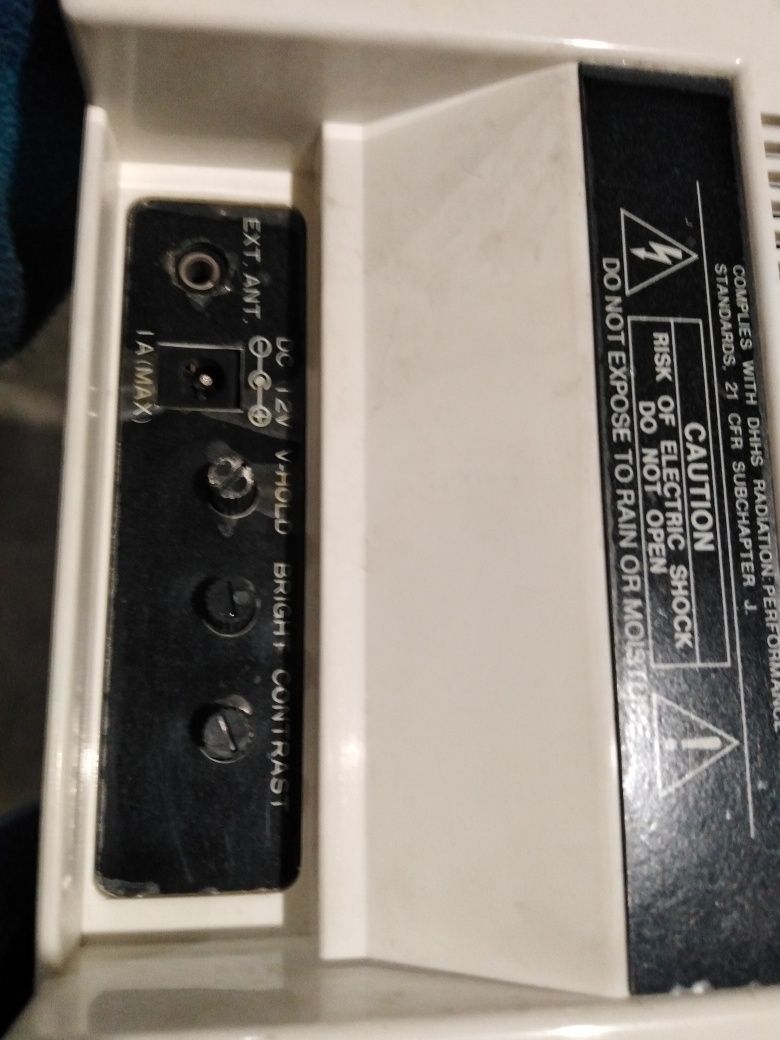 EXT. ANT.
DC 12V
1A(MAX)
V-HOLD
BRIGHT
CONTRAST
COMPLIES WITH DHHS RADIATION PERFORMANCE
STANDARDS, 21 CFR SUBCHAPTER J.
CAUTION
RISK OF ELECTRIC SHOCK
DO NOT OPEN
DO NOT EXPOSE TO RAIN OR